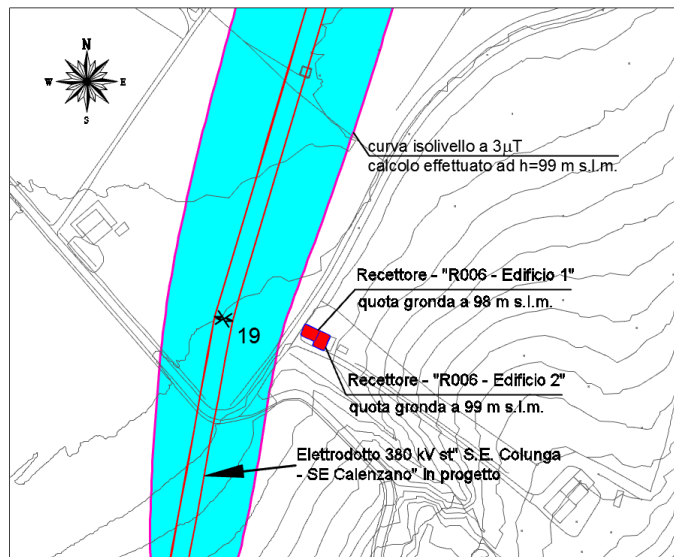 N
W
E
S
curva isolivello a 3µT
calcolo effettuato ad h=99 m s.l.m.
Recettore - "R006 - Edificio 1"
quota gronda a 98 m s.l.m.
19
Recettore - "R006 - Edificio 2"
quota gronda a 99 m s.l.m.
Elettrodotto 380 kV st" S.E. Colunga
- SE Calenzano" in progetto